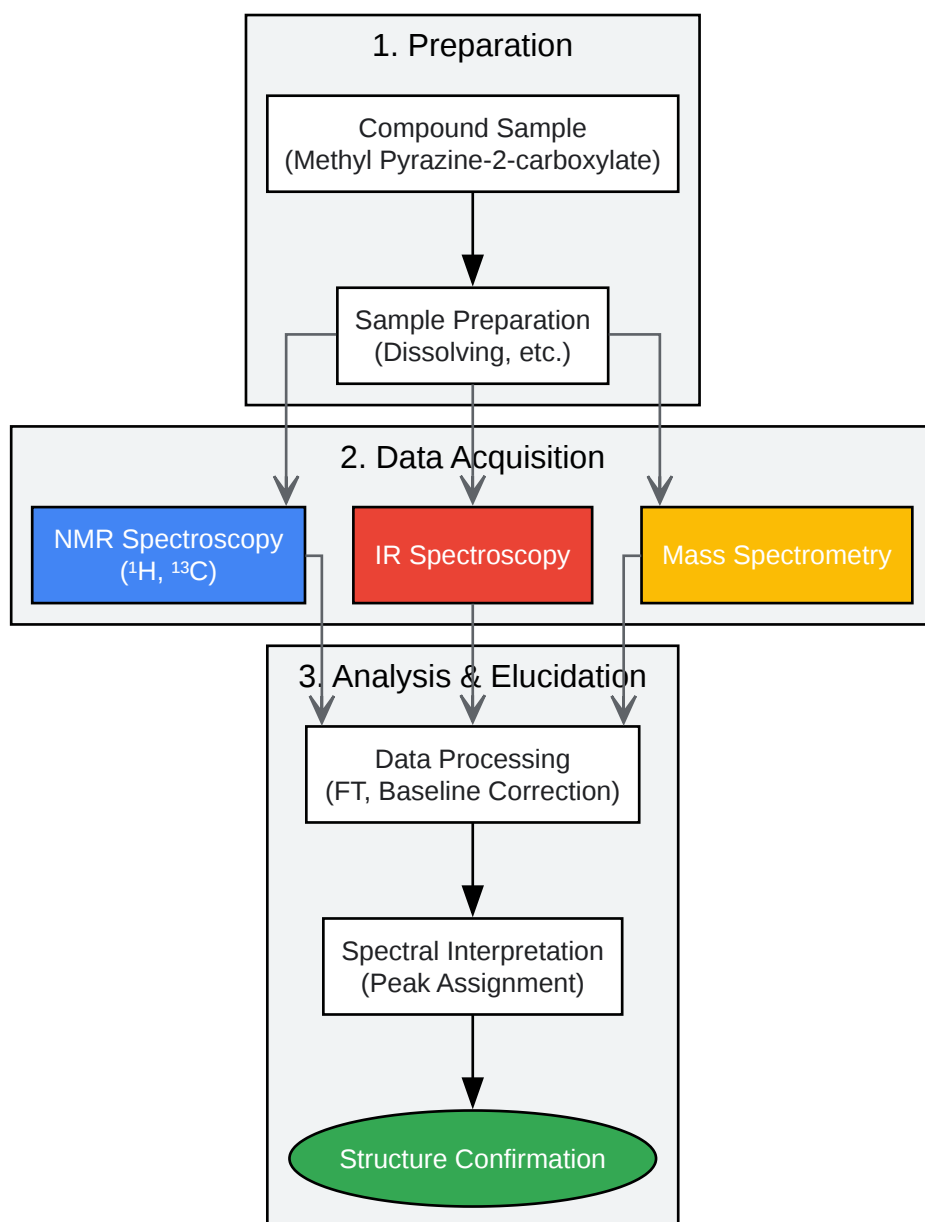 1. Preparation
Compound Sample
(Methyl Pyrazine-2-carboxylate)
Sample Preparation
(Dissolving, etc.)
2. Data Acquisition
NMR Spectroscopy
(¹H, ¹³C)
IR Spectroscopy
Mass Spectrometry
3. Analysis & Elucidation
Data Processing
(FT, Baseline Correction)
Spectral Interpretation
(Peak Assignment)
Structure Confirmation